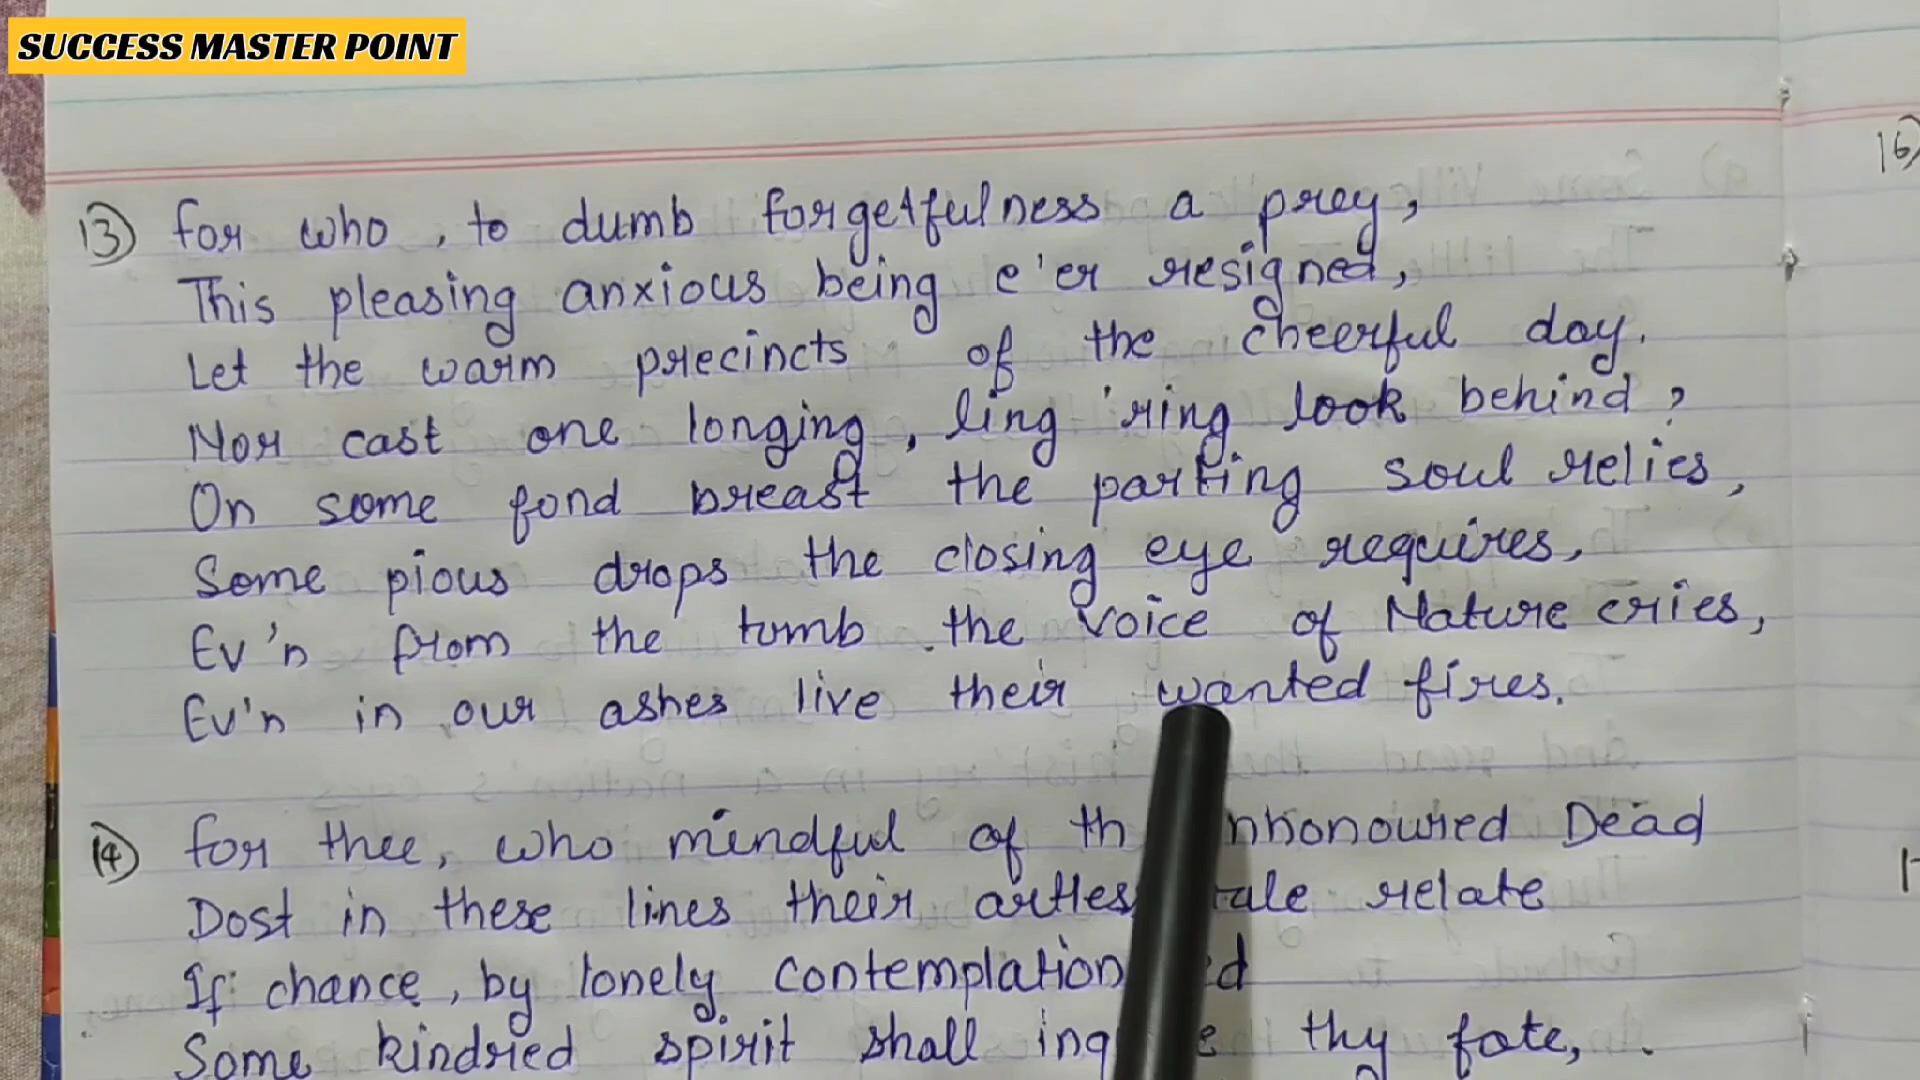 SUCCESS MASTER POINT
16)
13) for who, to dumb forgetfulness a prey,
This pleasing anxious being e'er resigned,
Let the warm precincts of the cheerful day.
Nor cast one longing, ling'ring look behind?
On some fond breast the parting soul relies,
Some pious drops the closing eye requires,
Ev'n from the tomb the voice of Nature cries,
Ev'n in our ashes live their wanted fires.
14) for thee, who mindful of th nhonoured Dead
Dost in these lines their artless tale relate
If chance, by lonely contemplation ed
Some kindred spirit shall inq e thy fate,